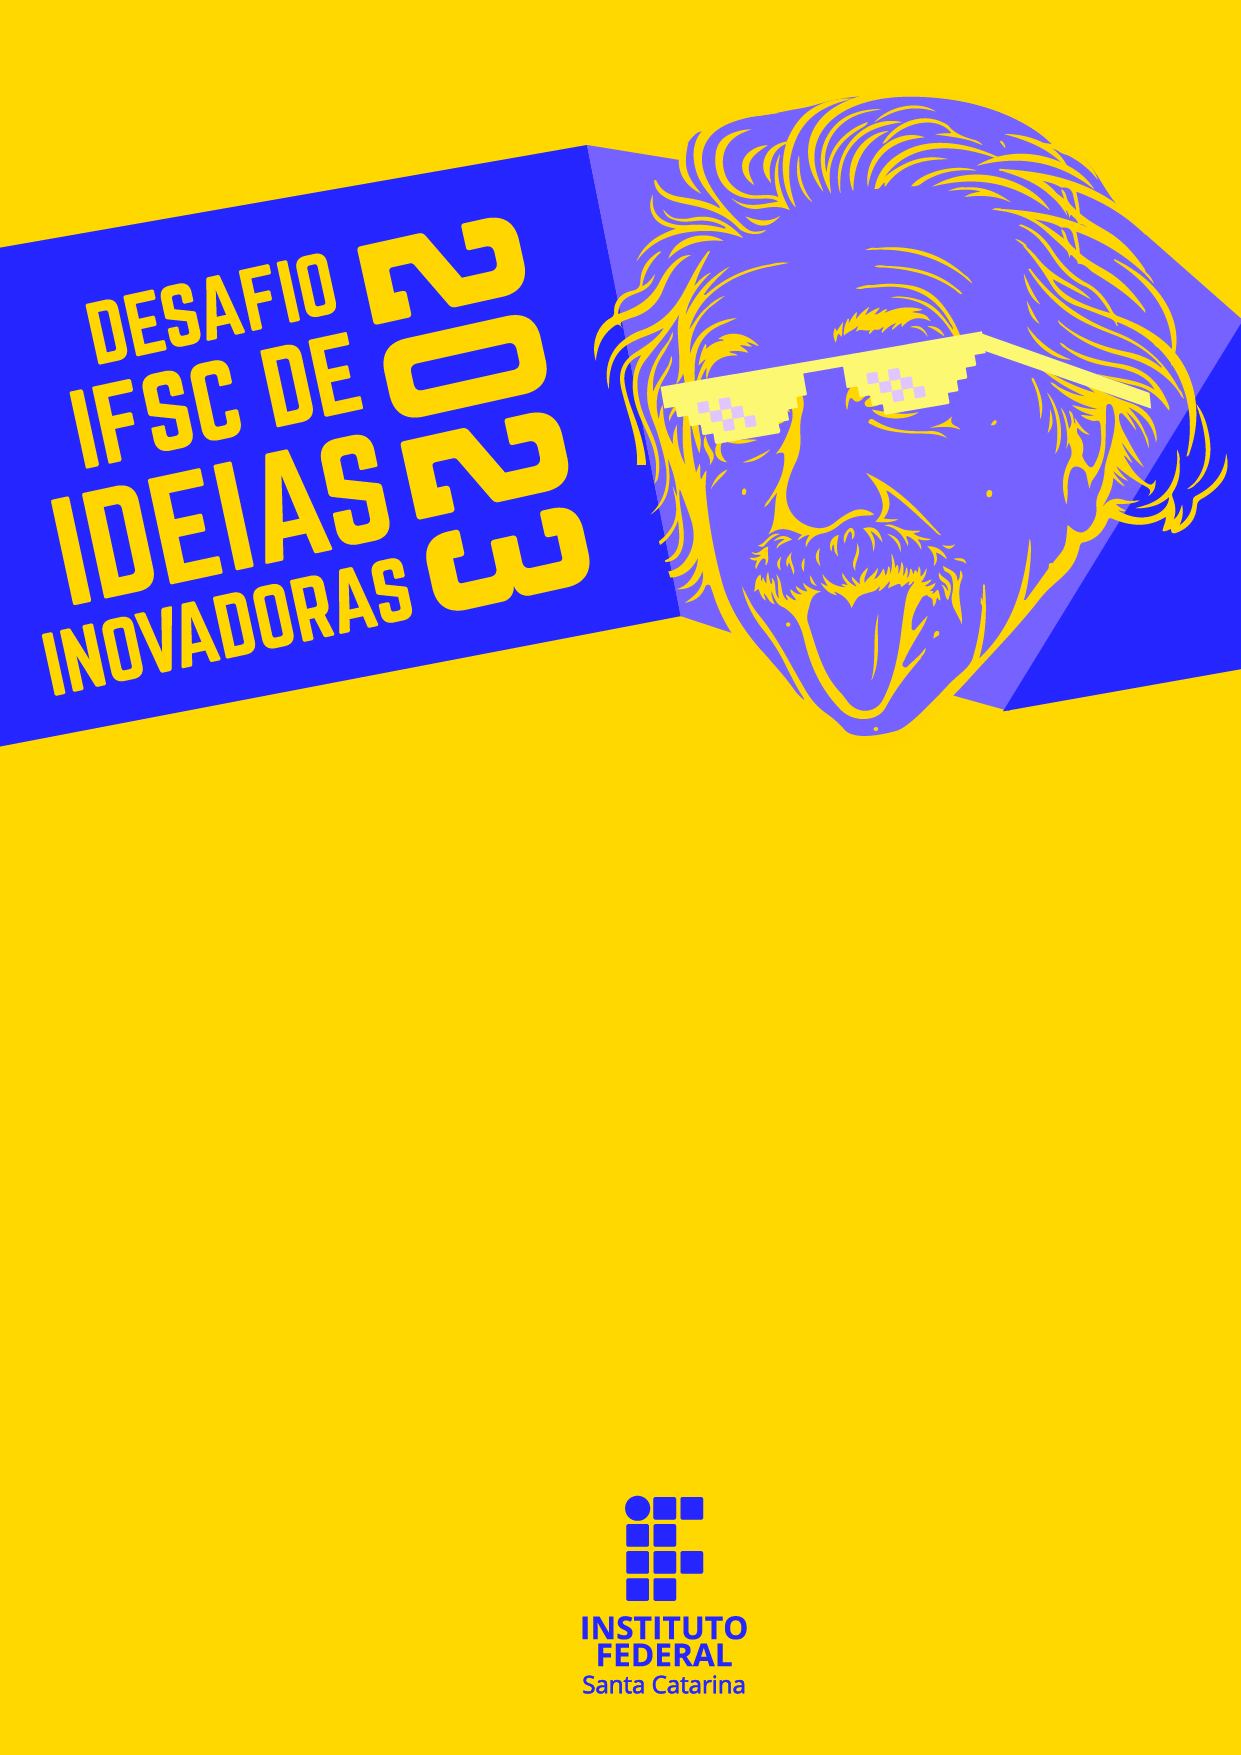 DESAFIO
IFSC DE
IDEIAS
INOVADORAS
2023
INSTITUTO
FEDERAL
Santa Catarina